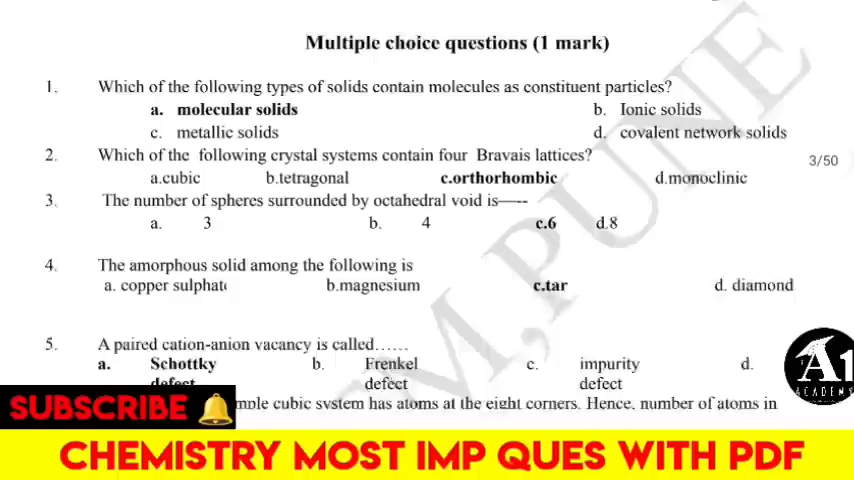 Multiple choice questions (1 mark)
1. Which of the following types of solids contain molecules as constituent particles?
a. molecular solids b. Ionic solids
c. metallic solids d. covalent network solids
2. Which of the following crystal systems contain four Bravais lattices?
3/50
a.cubic b.tetragonal c.orthorhombic d.monoclinic
3. The number of spheres surrounded by octahedral void is-----
a. 3 b. 4 c.6 d.8
4. The amorphous solid among the following is
a. copper sulphate b.magnesium c.tar d. diamond
5. A paired cation-anion vacancy is called……
a. Schottky b. Frenkel c. impurity d.
defect defect defect
cubic system has atoms at the eight corners. Hence, number of atoms in
M,PUNE
A1
ACADEMY
SUBSCRIBE
CHEMISTRY MOST IMP QUES WITH PDF